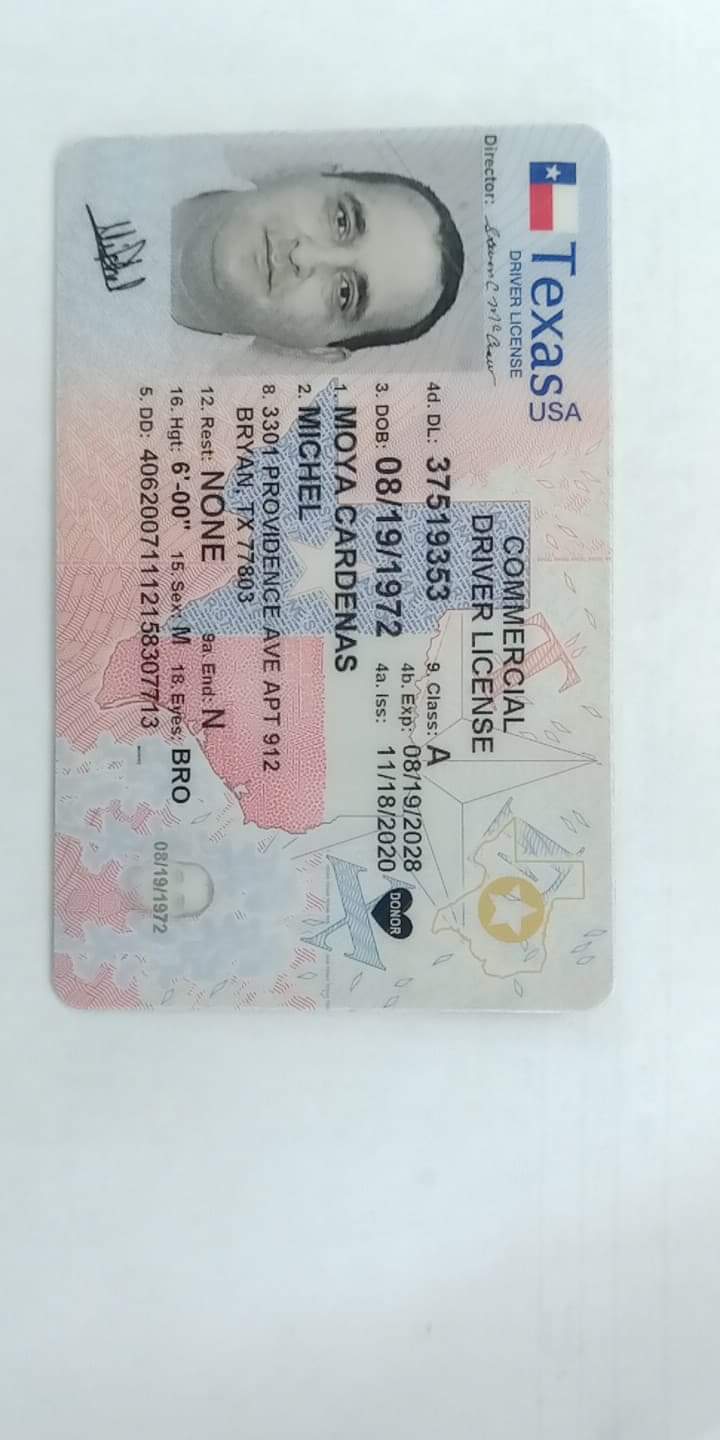 Texas
USA
DRIVER LICENSE
Director: Steven C McCraw
COMMERCIAL
DRIVER LICENSE
4d. DL: 37519353 9. Class: A
3. DOB: 08/19/1972 4b. Exp: 08/19/2028
4a. Iss: 11/18/2020
DONOR
1. MOYA CARDENAS
2. MICHEL
8. 3301 PROVIDENCE AVE APT 912
BRYAN, TX 77803
12. Rest: NONE 9a. End: N
16. Hgt: 6'-00" 15. Sex: M 18. Eyes: BRO
5. DD: 40620071112158307713
08/19/1972